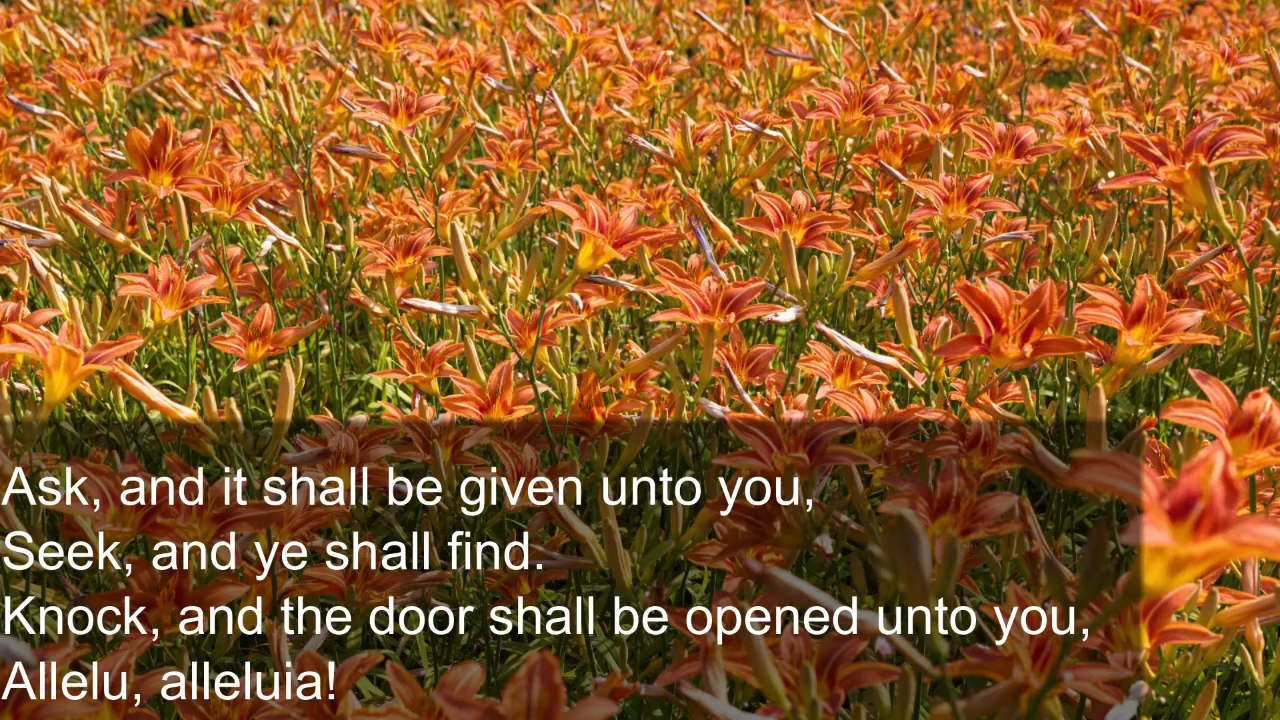 Ask, and it shall be given unto you,
Seek, and ye shall find.
Knock, and the door shall be opened unto you,
Allelu, alleluia!